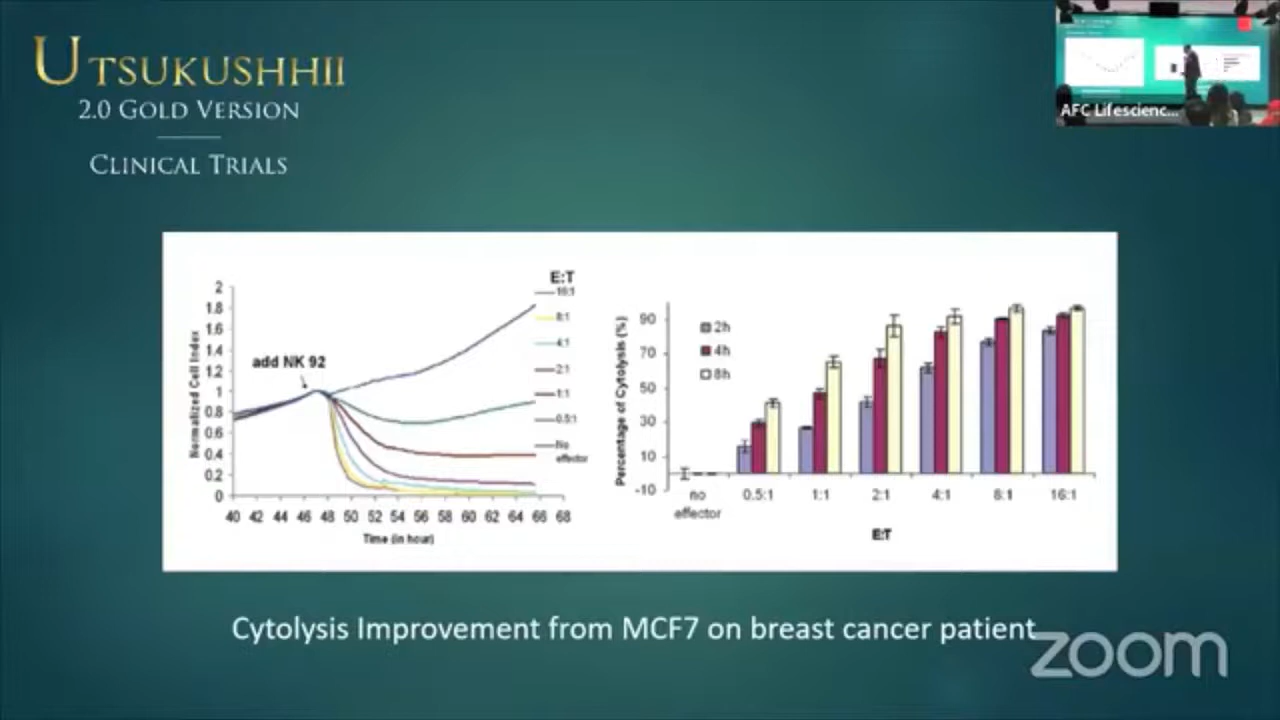 UTSUKUSHHII
2.0 GOLD VERSION
CLINICAL TRIALS
AFC Lifescienc...
E:T
16:1
8:1
4:1
2:1
1:1
0.5:1
No
effector
add NK 92
Normalized Cell Index
2
1.8
1.6
1.4
1.2
1
0.8
0.6
0.4
0.2
0
40 42 44 46 48 50 52 54 56 58 60 62 64 66 68
Time (in hour)
Percentage of Cytolysis (%)
90
70
50
30
10
-10
2h
4h
8h
no
effector
0.5:1 1:1 2:1 4:1 8:1 16:1
E:T
Cytolysis Improvement from MCF7 on breast cancer patient
zoom